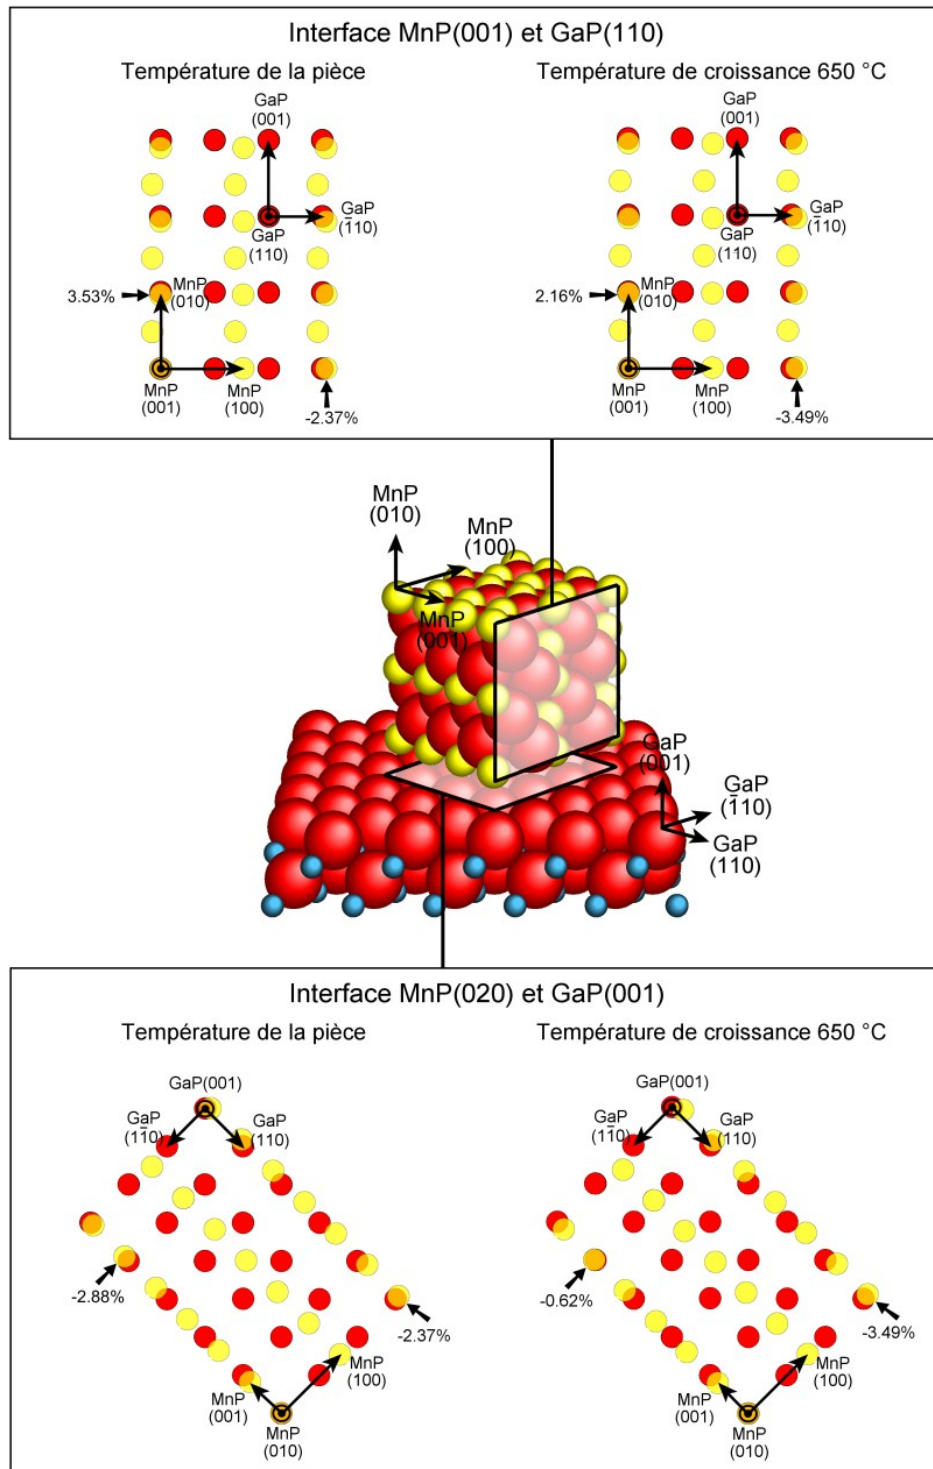 Interface MnP(001) et GaP(110)
Température de la pièce
GaP
(001)
GaP
(1̄10)
GaP
(110)
3.53%
MnP
(010)
MnP
(001)
MnP
(100)
-2.37%
Température de croissance 650 °C
GaP
(001)
GaP
(1̄10)
GaP
(110)
2.16%
MnP
(010)
MnP
(001)
MnP
(100)
-3.49%
MnP
(010)
MnP
(100)
MnP
(001)
GaP
(001)
GaP
(1̄10)
GaP
(110)
Interface MnP(020) et GaP(001)
Température de la pièce
GaP(001)
GaP
(11̄0)
GaP
(110)
-2.88%
-2.37%
MnP
(100)
MnP
(001)
MnP
(010)
Température de croissance 650 °C
GaP(001)
GaP
(11̄0)
GaP
(110)
-0.62%
-3.49%
MnP
(100)
MnP
(001)
MnP
(010)